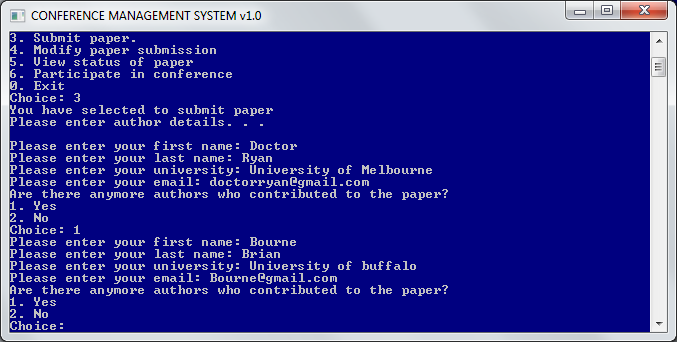 CONFERENCE MANAGEMENT SYSTEM v1.0
3. Submit paper.
4. Modify paper submission
5. View status of paper
6. Participate in conference
0. Exit
Choice: 3
You have selected to submit paper
Please enter author details. . .
Please enter your first name: Doctor
Please enter your last name: Ryan
Please enter your university: University of Melbourne
Please enter your email: doctorryan@gmail.com
Are there anymore authors who contributed to the paper?
1. Yes
2. No
Choice: 1
Please enter your first name: Bourne
Please enter your last name: Brian
Please enter your university: University of buffalo
Please enter your email: Bourne@gmail.com
Are there anymore authors who contributed to the paper?
1. Yes
2. No
Choice: